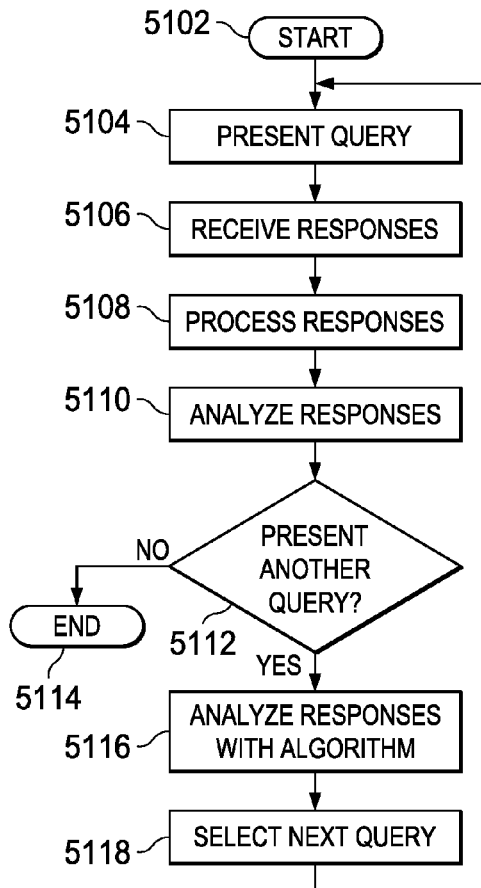 5102
START
5104
PRESENT QUERY
5106
RECEIVE RESPONSES
5108
PROCESS RESPONSES
5110
ANALYZE RESPONSES
PRESENT
ANOTHER
QUERY?
5112
NO
END
5114
YES
5116
ANALYZE RESPONSES
WITH ALGORITHM
5118
SELECT NEXT QUERY